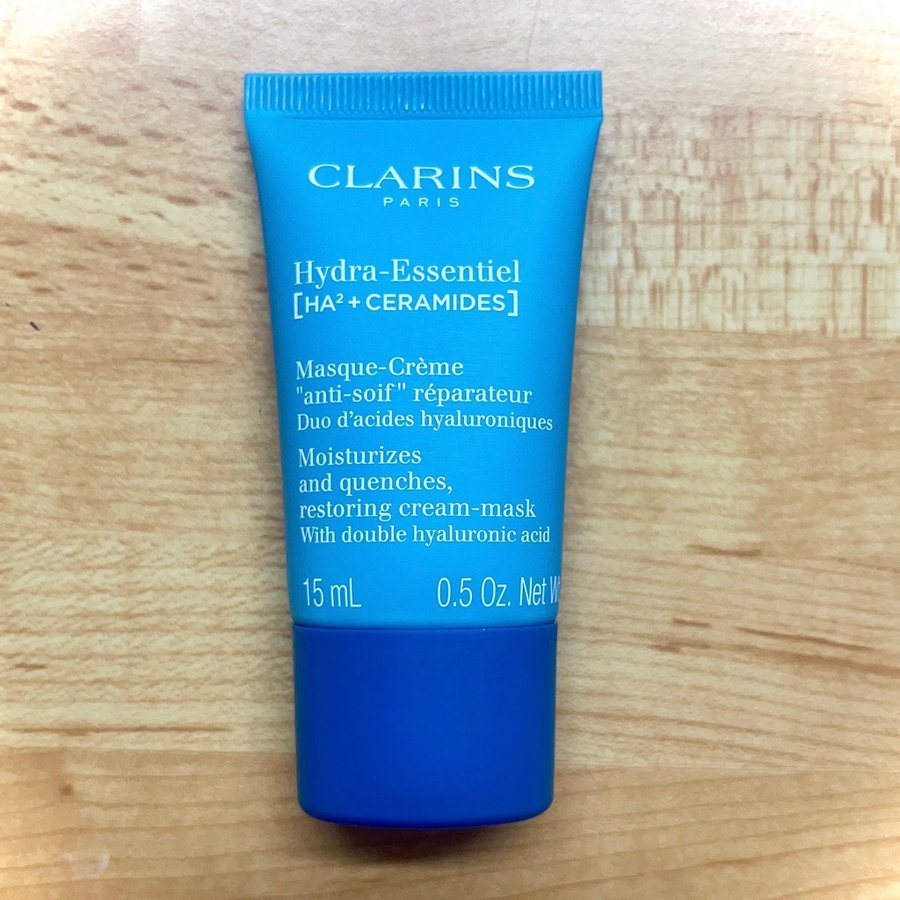 CLARINS
PARIS
Hydra-Essentiel
[HA² + CERAMIDES]
Masque-Crème
"anti-soif" réparateur
Duo d'acides hyaluroniques
Moisturizes
and quenches,
restoring cream-mask
With double hyaluronic acid
15 mL 0.5 Oz. Net